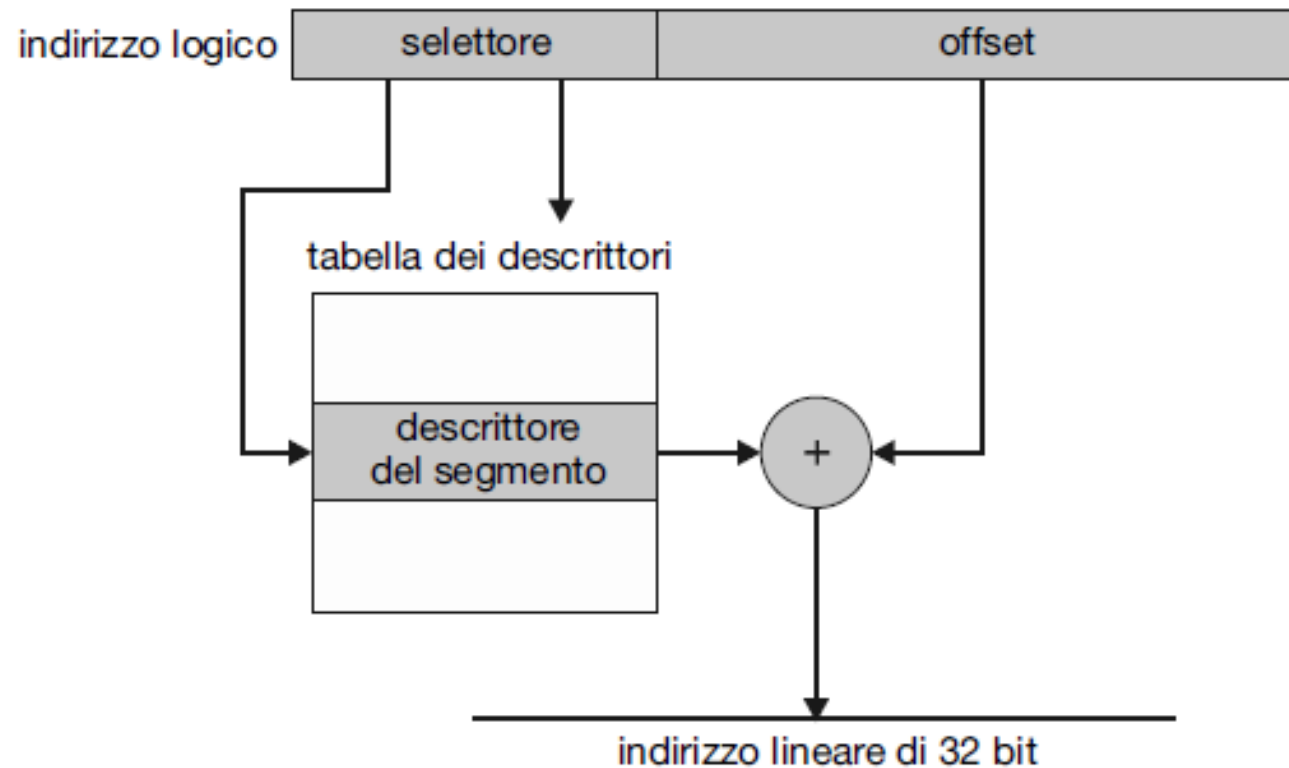 indirizzo logico
selettore
offset
tabella dei descrittori
descrittore
del segmento
+
indirizzo lineare di 32 bit